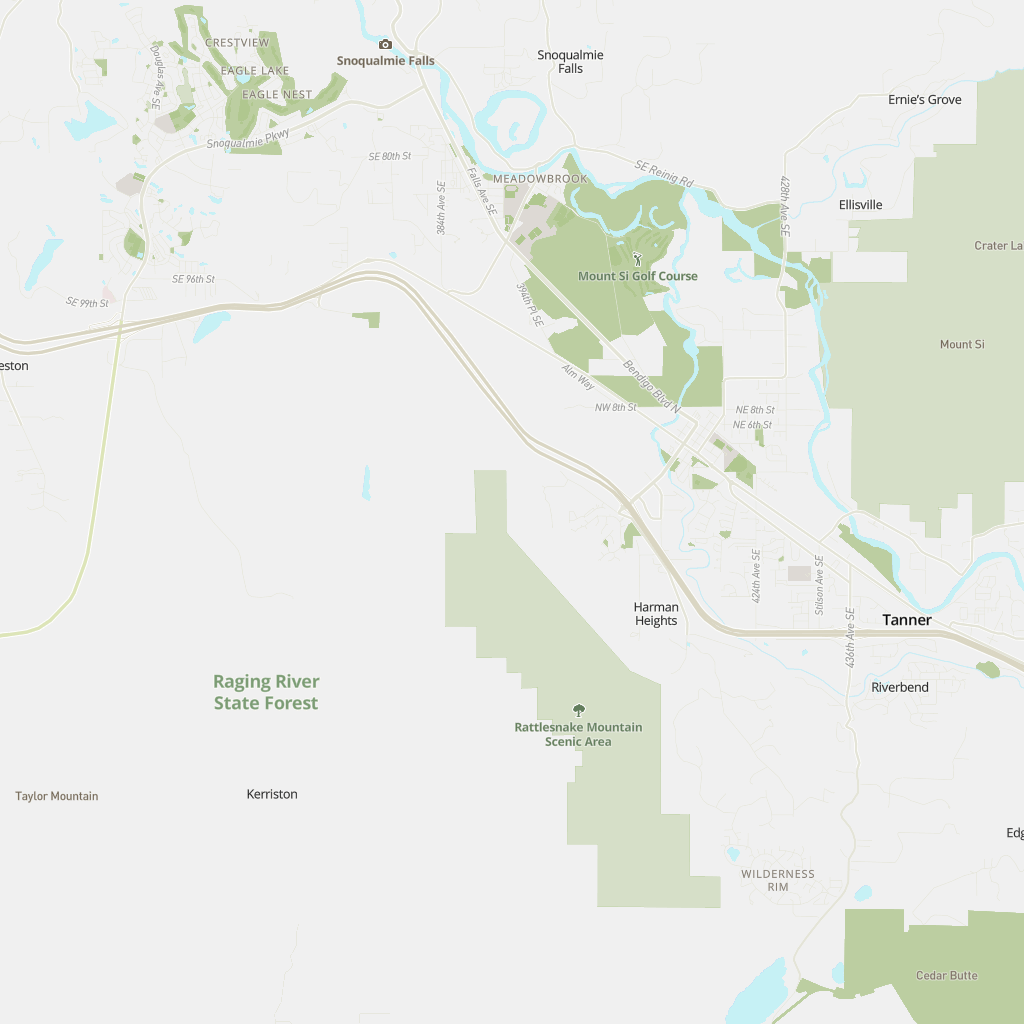 CRESTVIEW
EAGLE LAKE
EAGLE NEST
Douglas Ave SE
Snoqualmie Pkwy
Snoqualmie Falls
Snoqualmie
Falls
Ernie's Grove
SE 80th St
384th Ave SE
Falls Ave SE
MEADOWBROOK
SE Reinig Rd
428th Ave SE
Ellisville
Crater La
Mount Si Golf Course
SE 96th St
SE 99th St
394th Pl SE
Mount Si
eston
Alm Way
Bendigo Blvd N
NW 8th St
NE 8th St
NE 6th St
424th Ave SE
Stilson Ave SE
436th Ave SE
Harman
Heights
Tanner
Riverbend
Raging River
State Forest
Rattlesnake Mountain
Scenic Area
Taylor Mountain
Kerriston
Edg
WILDERNESS
RIM
Cedar Butte